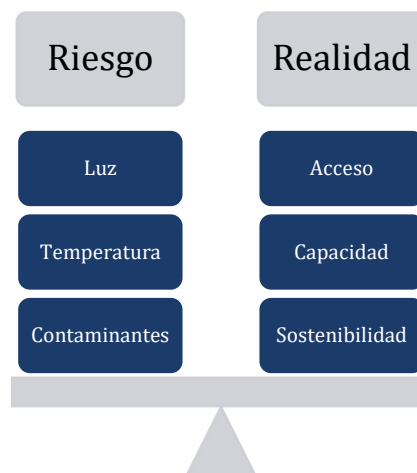 Riesgo
Realidad
Luz
Acceso
Temperatura
Capacidad
Contaminantes
Sostenibilidad